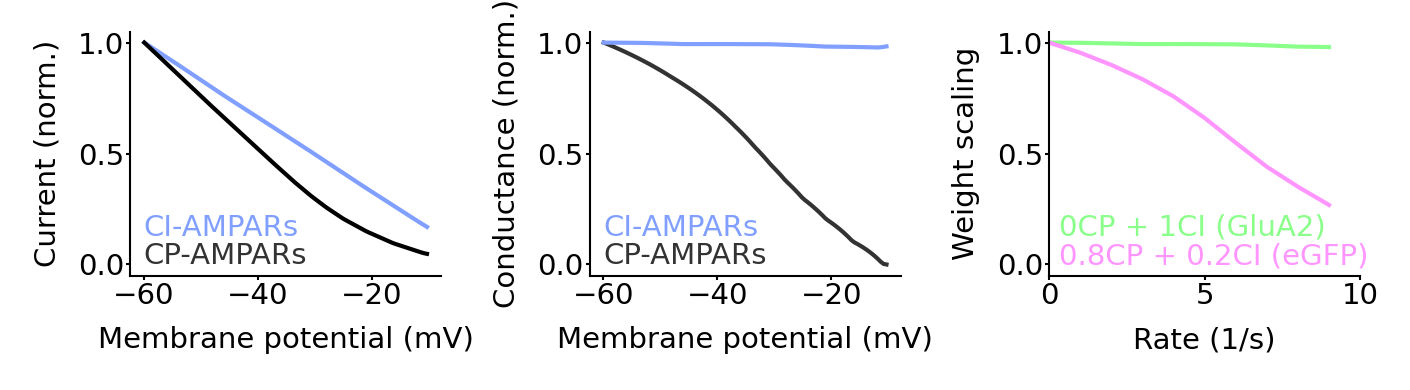 Current (norm.)
1.0
0.5
0.0
CI-AMPARs
CP-AMPARs
−60
−40
−20
Membrane potential (mV)
Conductance (norm.)
1.0
0.5
0.0
CI-AMPARs
CP-AMPARs
−60
−40
−20
Membrane potential (mV)
Weight scaling
1.0
0.5
0.0
0CP + 1CI (GluA2)
0.8CP + 0.2CI (eGFP)
0
5
10
Rate (1/s)